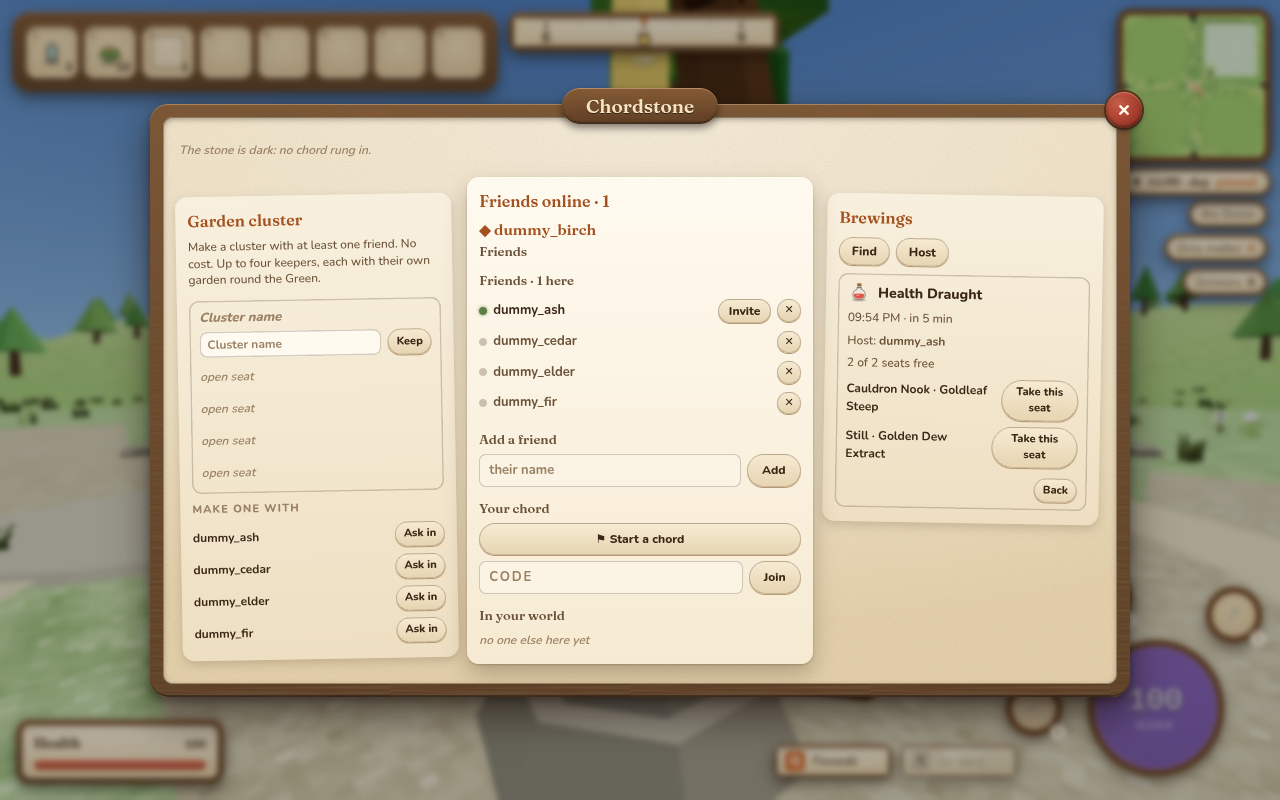 Chordstone
×
The stone is dark: no chord rung in.
Garden cluster
Make a cluster with at least one friend. No
cost. Up to four keepers, each with their own
garden round the Green.
Cluster name
Cluster name
Keep
open seat
open seat
open seat
open seat
MAKE ONE WITH
dummy_ash
Ask in
dummy_cedar
Ask in
dummy_elder
Ask in
dummy_fir
Ask in
Friends online · 1
◆ dummy_birch
Friends
Friends · 1 here
dummy_ash
Invite
×
dummy_cedar
×
dummy_elder
×
dummy_fir
×
Add a friend
their name
Add
Your chord
⚑ Start a chord
CODE
Join
In your world
no one else here yet
Brewings
Find
Host
Health Draught
09:54 PM · in 5 min
Host: dummy_ash
2 of 2 seats free
Cauldron Nook · Goldleaf
Steep
Take this
seat
Still · Golden Dew
Extract
Take this
seat
Back
Health
100
100